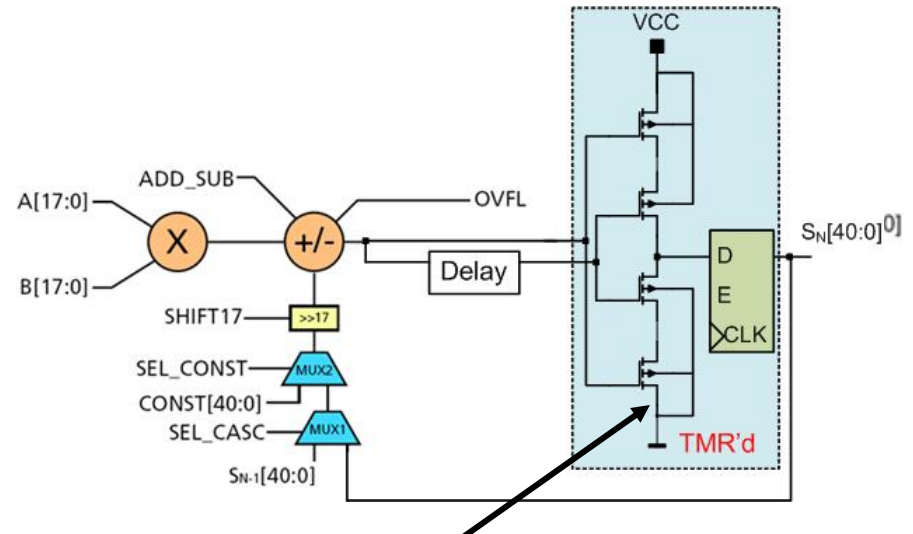 VCC
ADD_SUB
A[17:0]
OVFL
X
+/-
SN[40:0]0]
D
Delay
B[17:0]
E
SHIFT17
>>17
CLK
SEL_CONST
MUX2
CONST[40:0]
SEL_CASC
MUX1
TMR'd
SN-1[40:0]